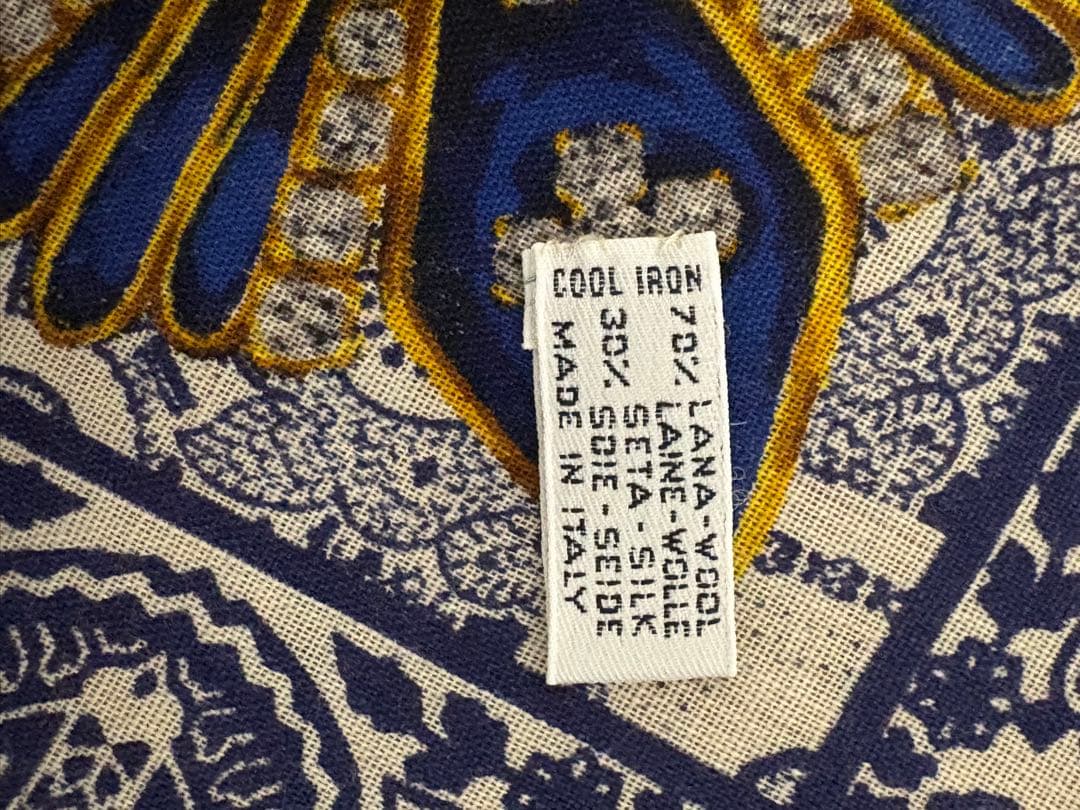 COOL IRON
70% LANA-WOOL
LAINE-WOLLE
30% SETA-SILK
SOIE-SEIDE
MADE IN ITALY